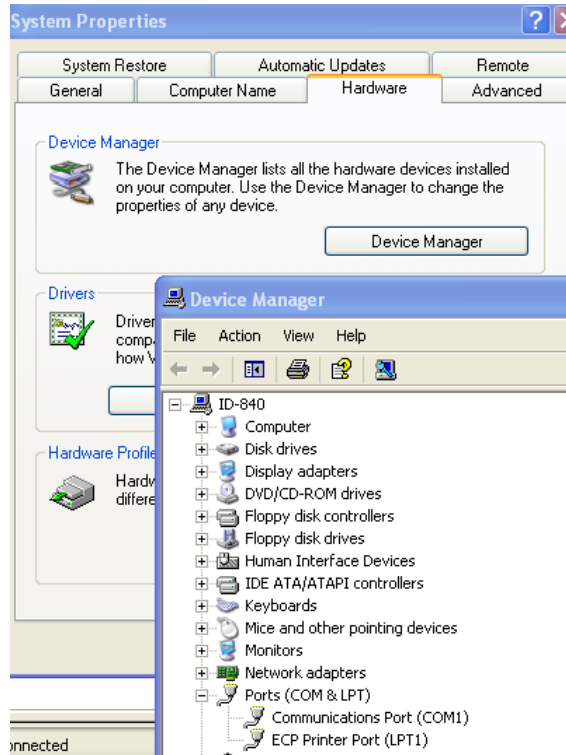 System Properties
System Restore Automatic Updates Remote
General Computer Name Hardware Advanced
Device Manager
The Device Manager lists all the hardware devices installed
on your computer. Use the Device Manager to change the
properties of any device.
Device Manager
Drivers
Driver
comp
how
Hardware Profile
Hardw
differe
Device Manager
File Action View Help
ID-840
Computer
Disk drives
Display adapters
DVD/CD-ROM drives
Floppy disk controllers
Floppy disk drives
Human Interface Devices
IDE ATA/ATAPI controllers
Keyboards
Mice and other pointing devices
Monitors
Network adapters
Ports (COM & LPT)
Communications Port (COM1)
ECP Printer Port (LPT1)
onnected